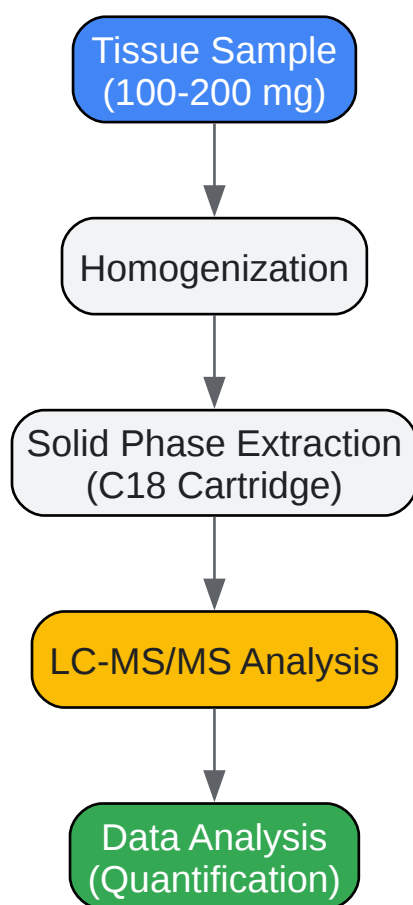 Tissue Sample
(100-200 mg)
Homogenization
Solid Phase Extraction
(C18 Cartridge)
LC-MS/MS Analysis
Data Analysis
(Quantification)